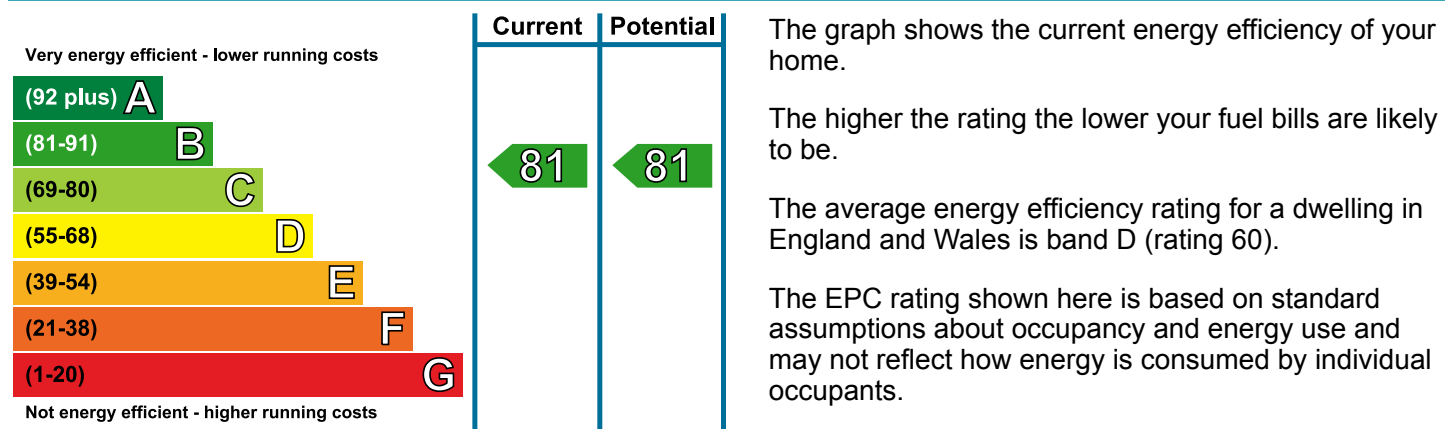 Current Potential
Very energy efficient - lower running costs
(92 plus) A
(81-91) B
81 81
(69-80) C
(55-68) D
(39-54) E
(21-38) F
(1-20) G
Not energy efficient - higher running costs
The graph shows the current energy efficiency of your
home.
The higher the rating the lower your fuel bills are likely
to be.
The average energy efficiency rating for a dwelling in
England and Wales is band D (rating 60).
The EPC rating shown here is based on standard
assumptions about occupancy and energy use and
may not reflect how energy is consumed by individual
occupants.